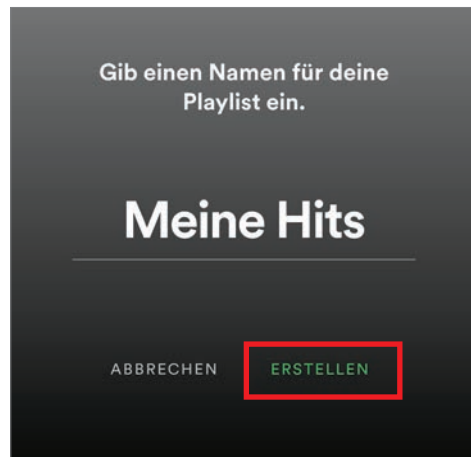 Gib einen Namen für deine
Playlist ein.
Meine Hits
ABBRECHEN ERSTELLEN